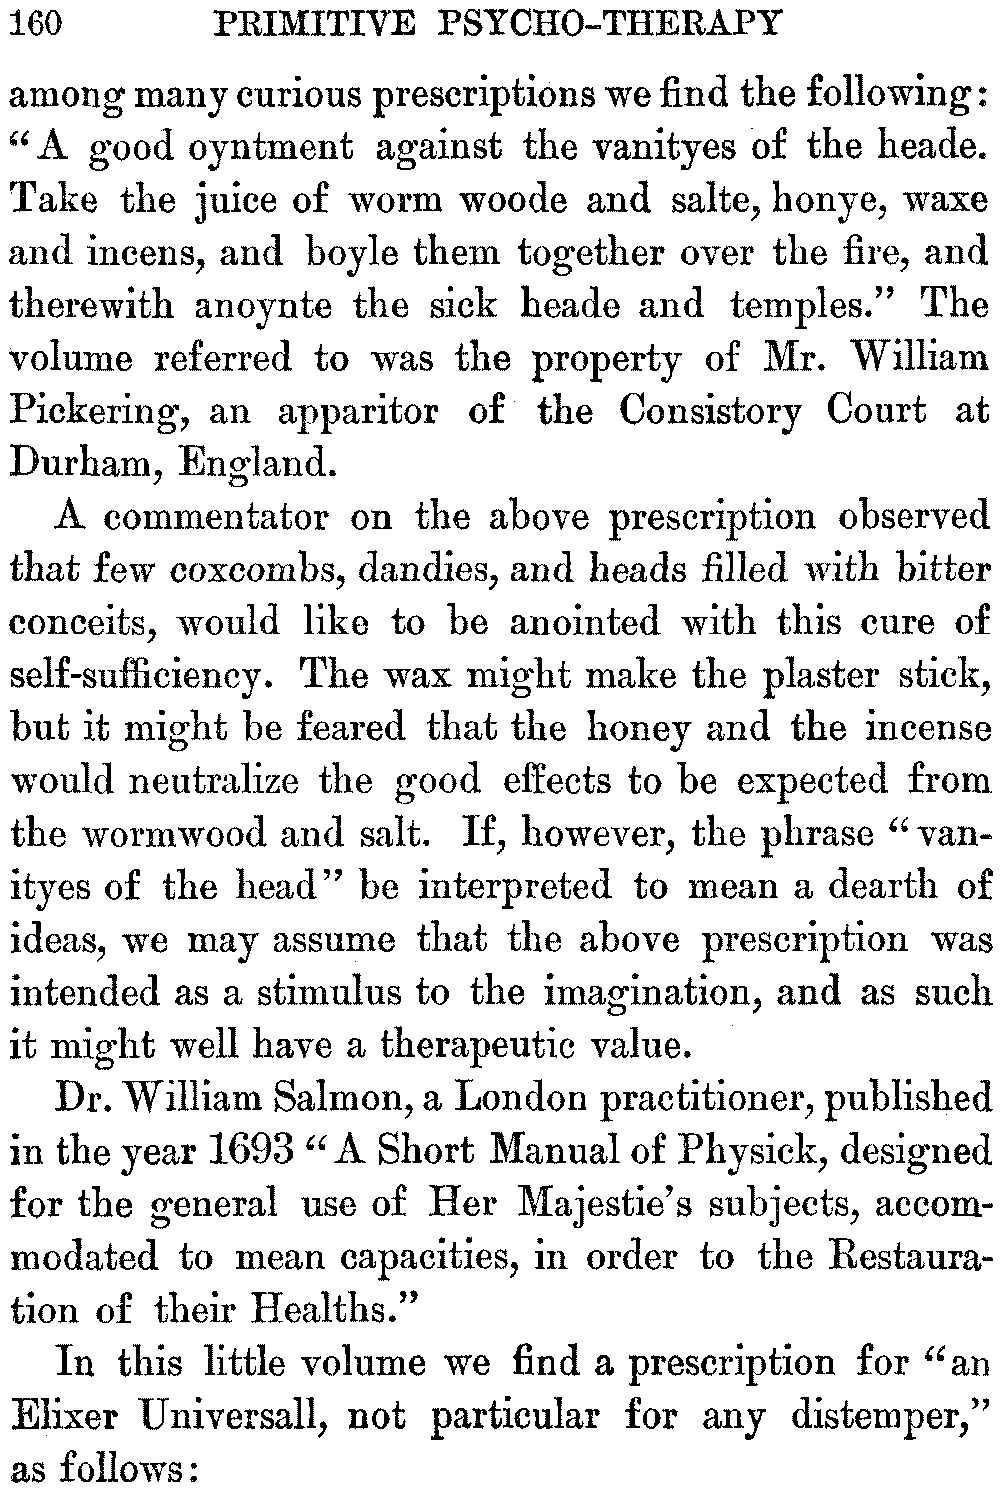 160 PRIMITIVE PSYCHO-THERAPY
among many curious prescriptions we find the following:
"A good oyntment against the vanityes of the heade.
Take the juice of worm woode and salte, honye, waxe
and incens, and boyle them together over the fire, and
therewith anoynte the sick heade and temples." The
volume referred to was the property of Mr. William
Pickering, an apparitor of the Consistory Court at
Durham, England.
A commentator on the above prescription observed
that few coxcombs, dandies, and heads filled with bitter
conceits, would like to be anointed with this cure of
self-sufficiency. The wax might make the plaster stick,
but it might be feared that the honey and the incense
would neutralize the good effects to be expected from
the wormwood and salt. If, however, the phrase "van-
ityes of the head" be interpreted to mean a dearth of
ideas, we may assume that the above prescription was
intended as a stimulus to the imagination, and as such
it might well have a therapeutic value.
Dr. William Salmon, a London practitioner, published
in the year 1693 "A Short Manual of Physick, designed
for the general use of Her Majestie's subjects, accom-
modated to mean capacities, in order to the Restaura-
tion of their Healths."
In this little volume we find a prescription for "an
Elixer Universall, not particular for any distemper,"
as follows: